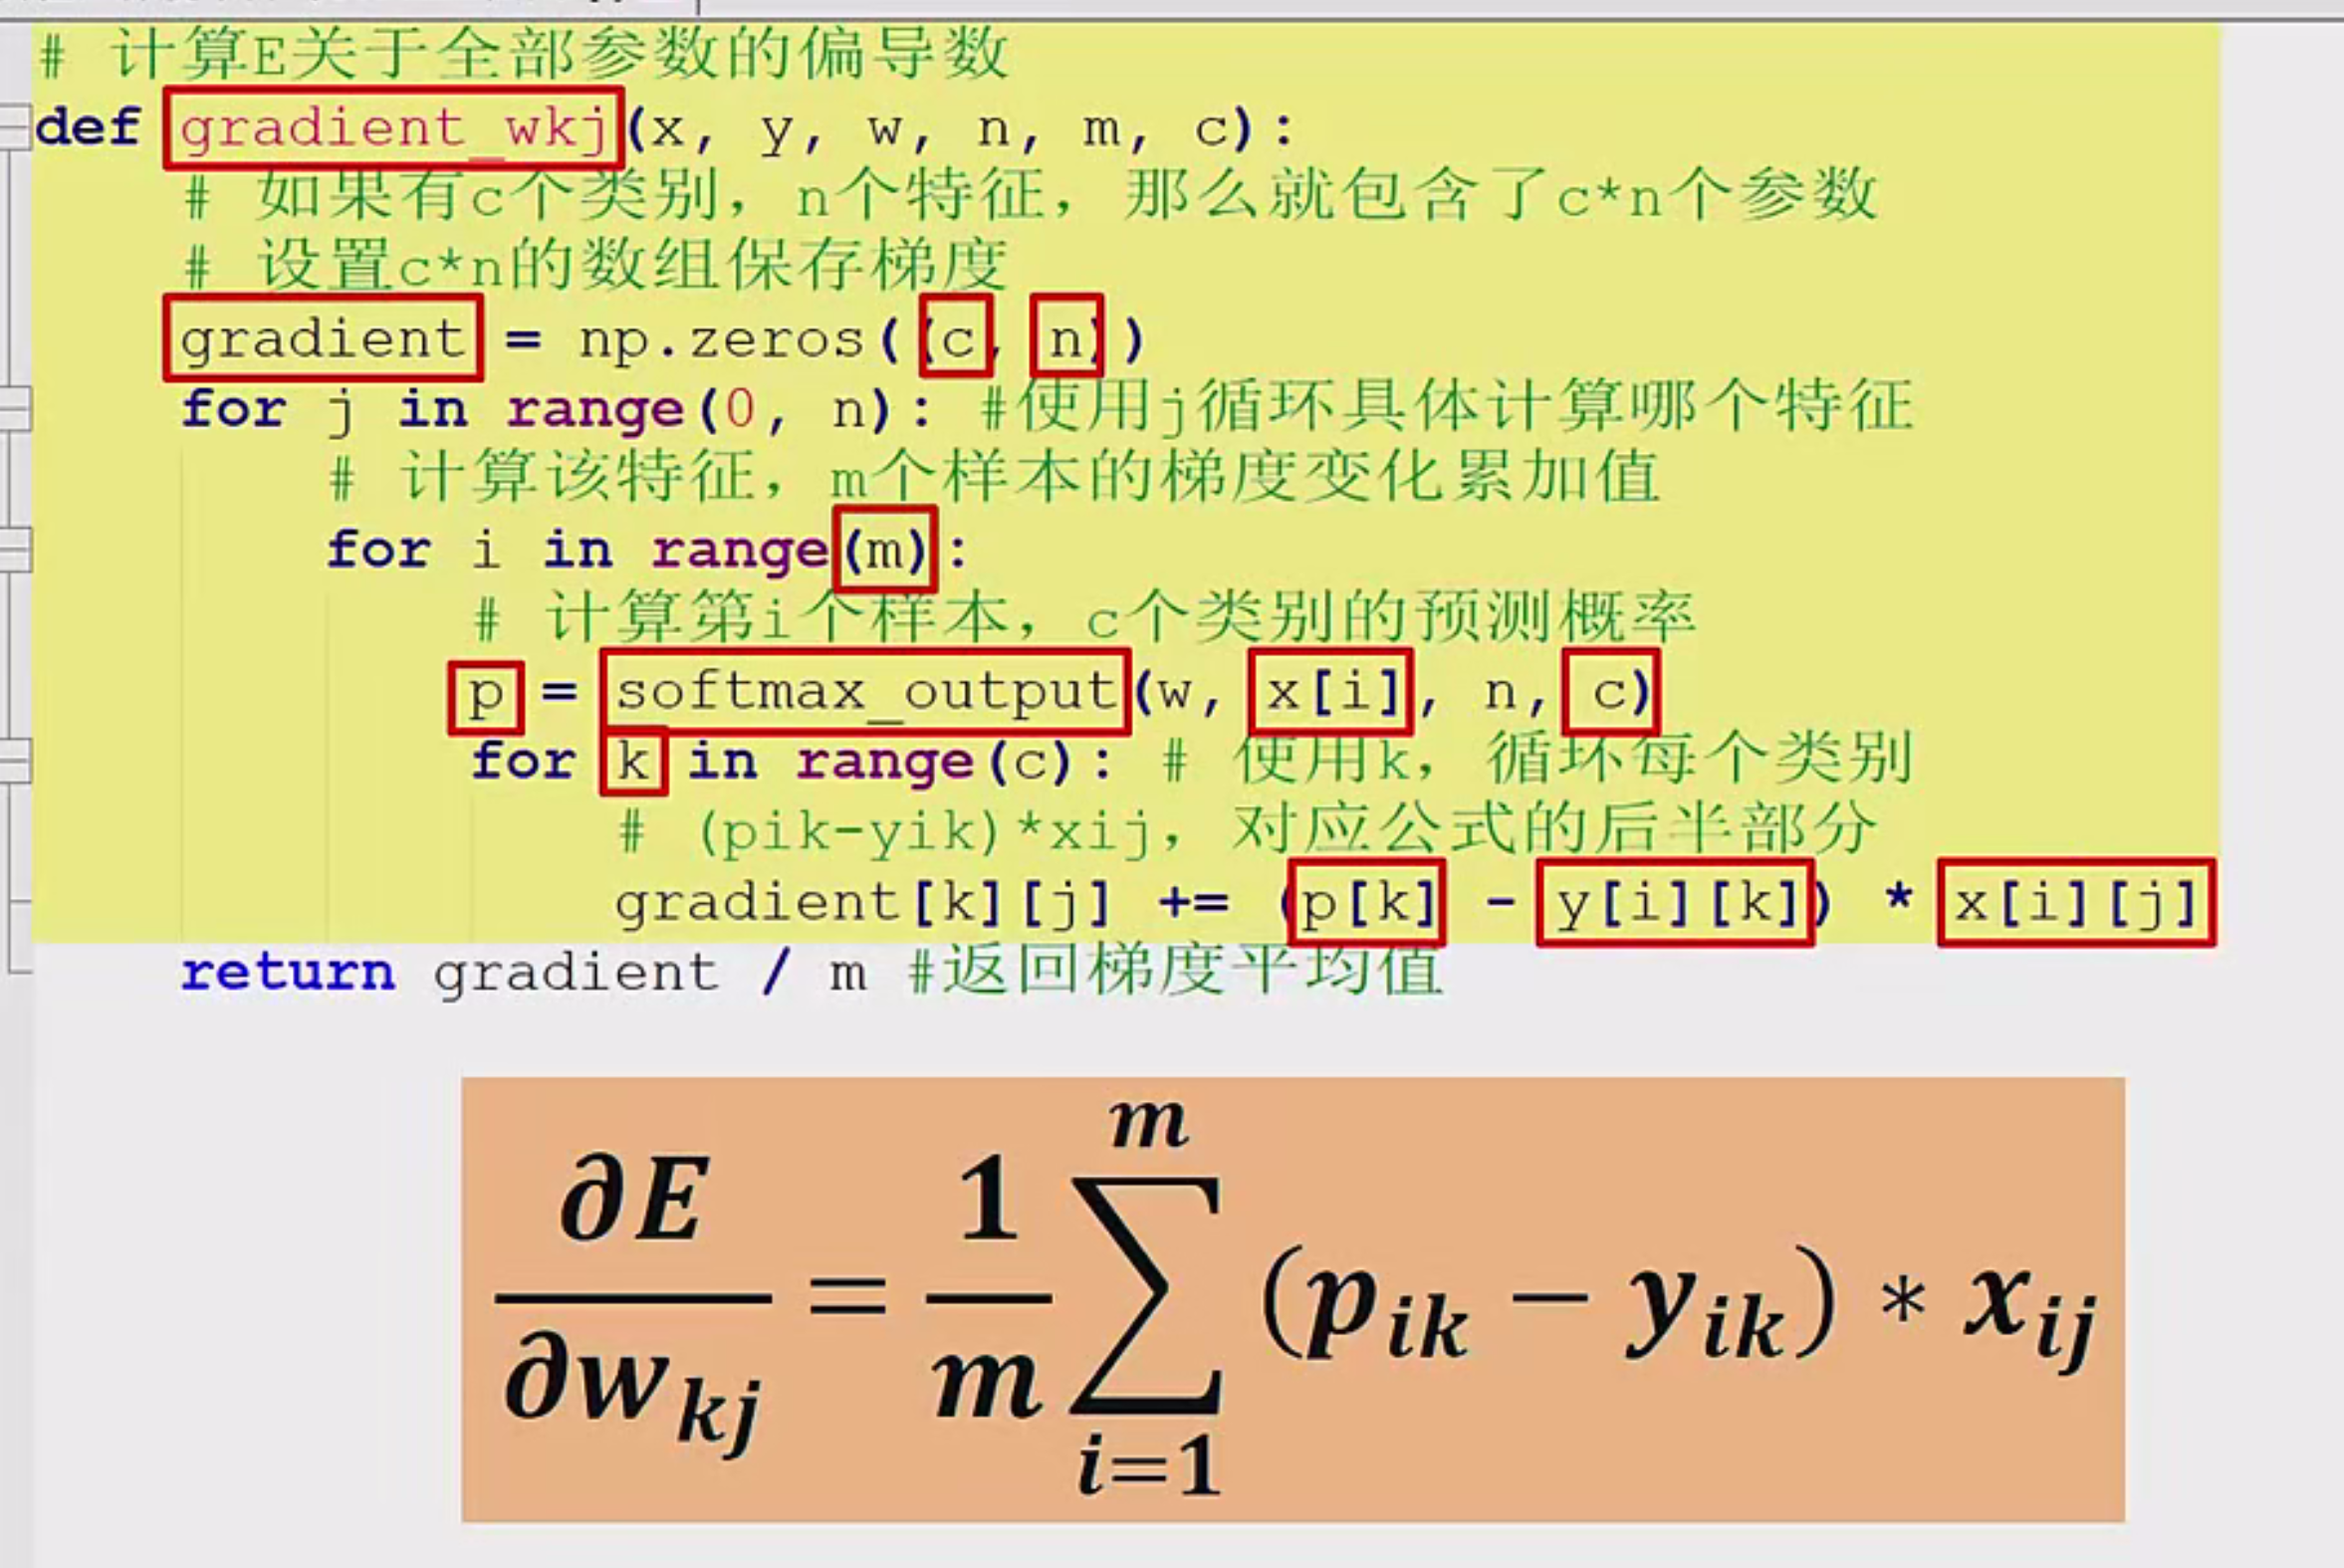 # 计算E关于全部参数的偏导数
def gradient_wkj(x, y, w, n, m, c):
# 如果有c个类别，n个特征，那么就包含了c*n个参数
# 设置c*n的数组保存梯度
gradient = np.zeros((c, n))
for j in range(0, n): #使用j循环具体计算哪个特征
# 计算该特征，m个样本的梯度变化累加值
for i in range(m):
# 计算第i个样本，c个类别的预测概率
p = softmax_output(w, x[i], n, c)
for k in range(c): # 使用k，循环每个类别
# (pik-yik)*xij，对应公式的后半部分
gradient[k][j] += (p[k] - y[i][k]) * x[i][j]
return gradient / m #返回梯度平均值
∂E/∂w_{kj} = 1/m ∑_{i=1}^{m} (p_{ik} − y_{ik}) * x_{ij}